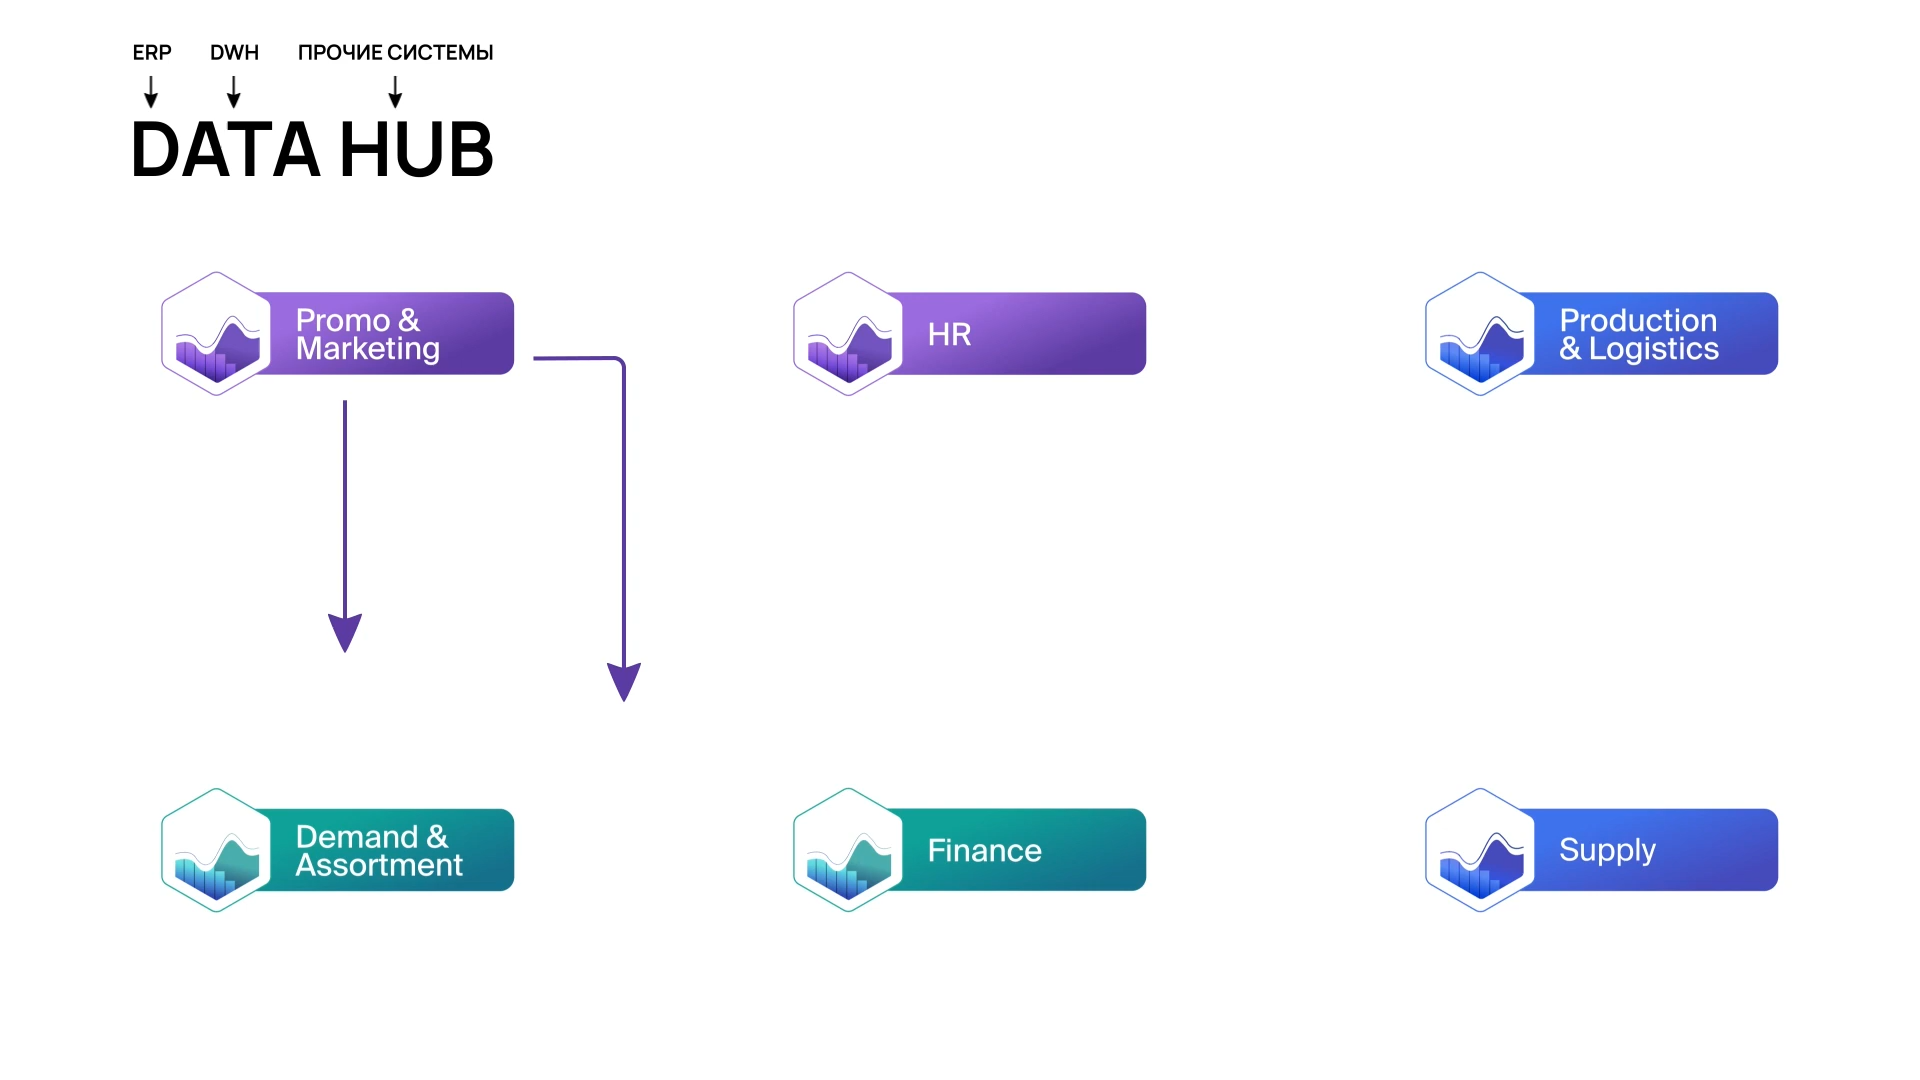 ERP
DWH
ПРОЧИЕ СИСТЕМЫ
DATA HUB
Promo &
Marketing
HR
Production
& Logistics
Demand &
Assortment
Finance
Supply